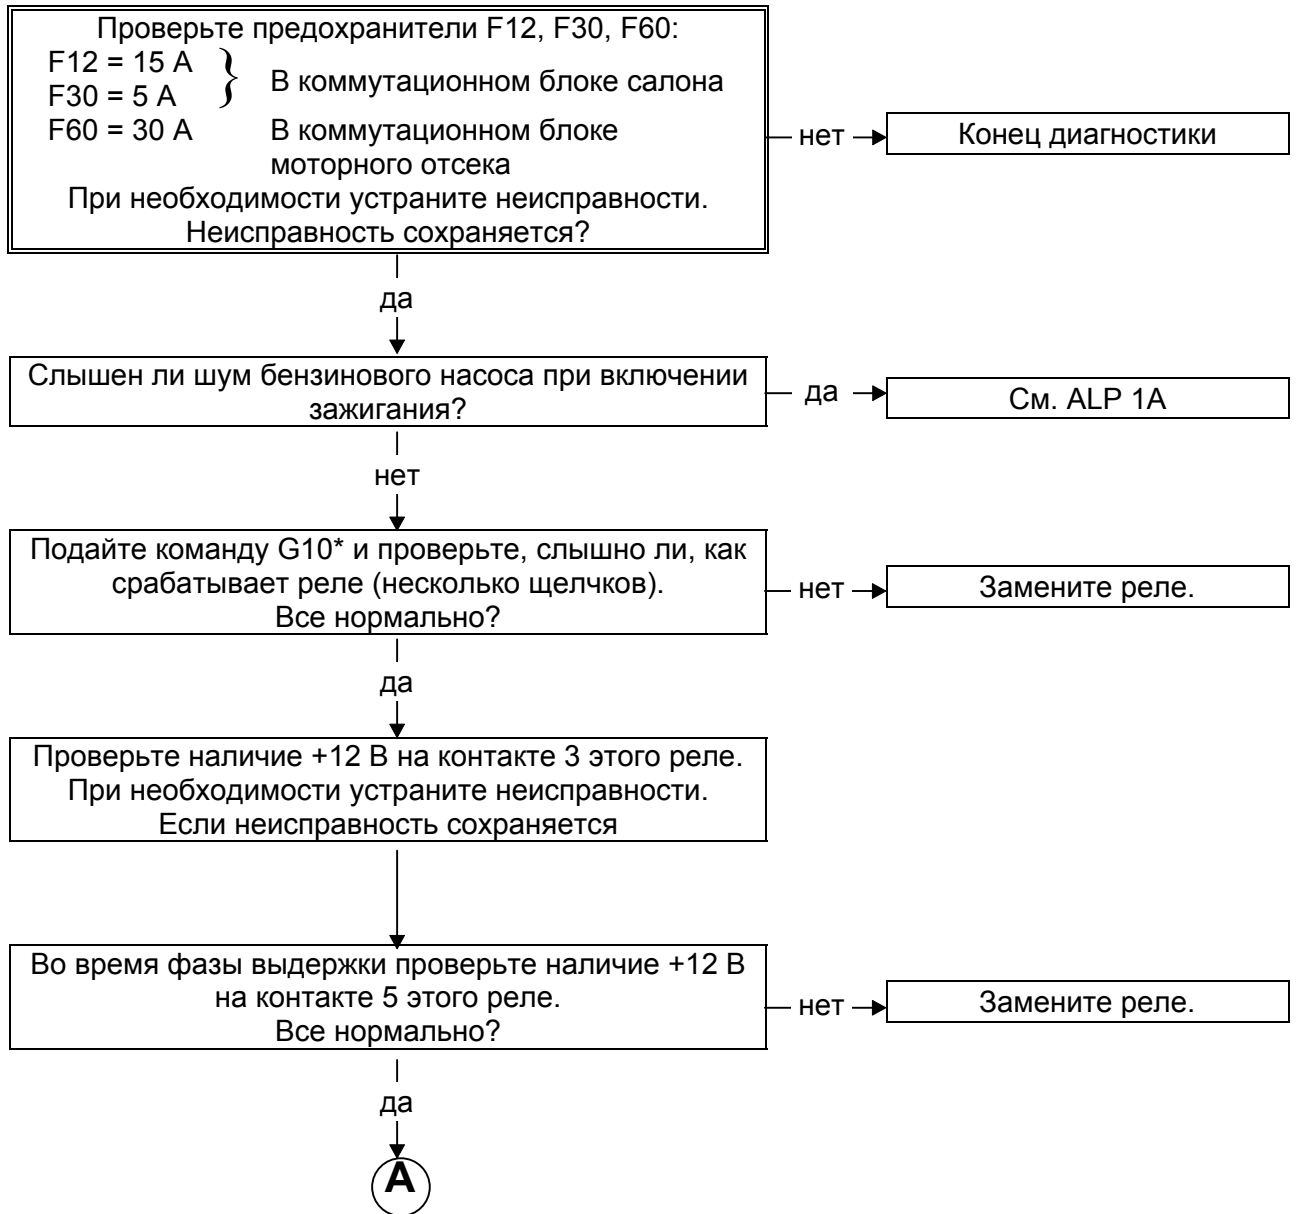 Проверьте предохранители F12, F30, F60:
F12 = 15 А
F30 = 5 А
} В коммутационном блоке салона
F60 = 30 А В коммутационном блоке
моторного отсека
При необходимости устраните неисправности.
Неисправность сохраняется?
нет
Конец диагностики
да
Слышен ли шум бензинового насоса при включении
зажигания?
да
См. ALP 1A
нет
Подайте команду G10* и проверьте, слышно ли, как
срабатывает реле (несколько щелчков).
Все нормально?
нет
Замените реле.
да
Проверьте наличие +12 В на контакте 3 этого реле.
При необходимости устраните неисправности.
Если неисправность сохраняется
Во время фазы выдержки проверьте наличие +12 В
на контакте 5 этого реле.
Все нормально?
нет
Замените реле.
да
А